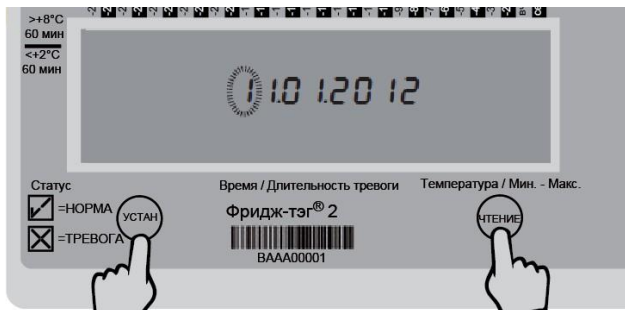 >+8°C
60 мин
<+2°C
60 мин
11.01.2012
Статус
Время / Длительность тревоги
Температура / Мин. - Макс.
=НОРМА
=ТРЕВОГА
УСТАН
Фридж-тэг® 2
BAAA00001
ЧТЕНИЕ